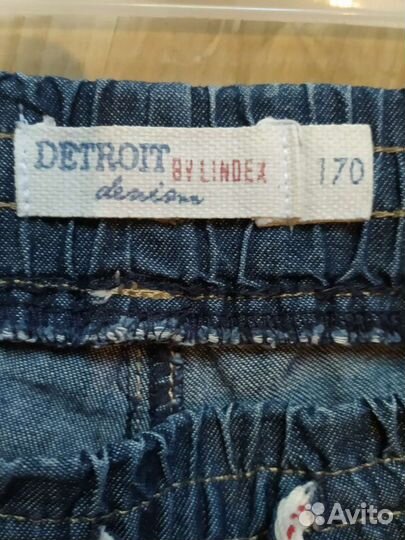 DETROIT BY LINDEX 170
denim
Avito